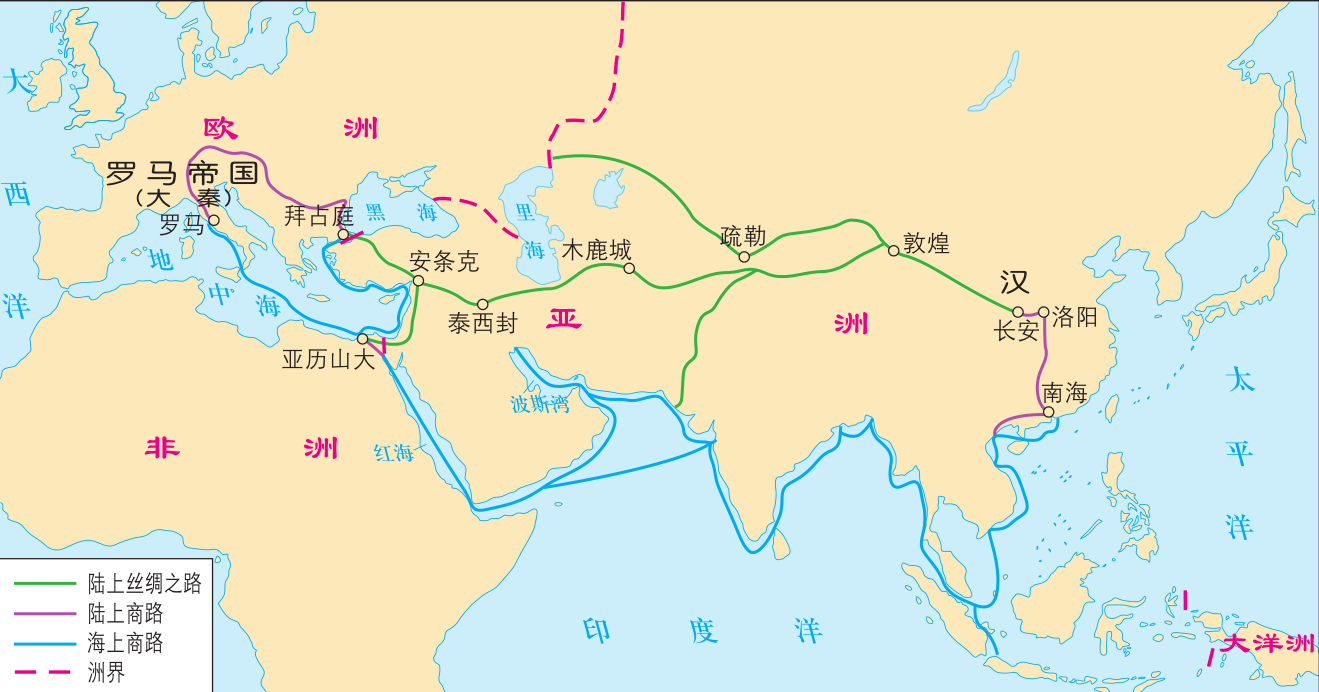 大西洋
欧洲
罗马帝国
（大秦）
罗马
拜占庭
黑海
里海
地中海
安条克
泰西封
木鹿城
疏勒
敦煌
汉
长安
洛阳
南海
亚历山大
亚洲
波斯湾
红海
非洲
太平洋
印度洋
大洋洲
陆上丝绸之路
陆上商路
海上商路
洲界